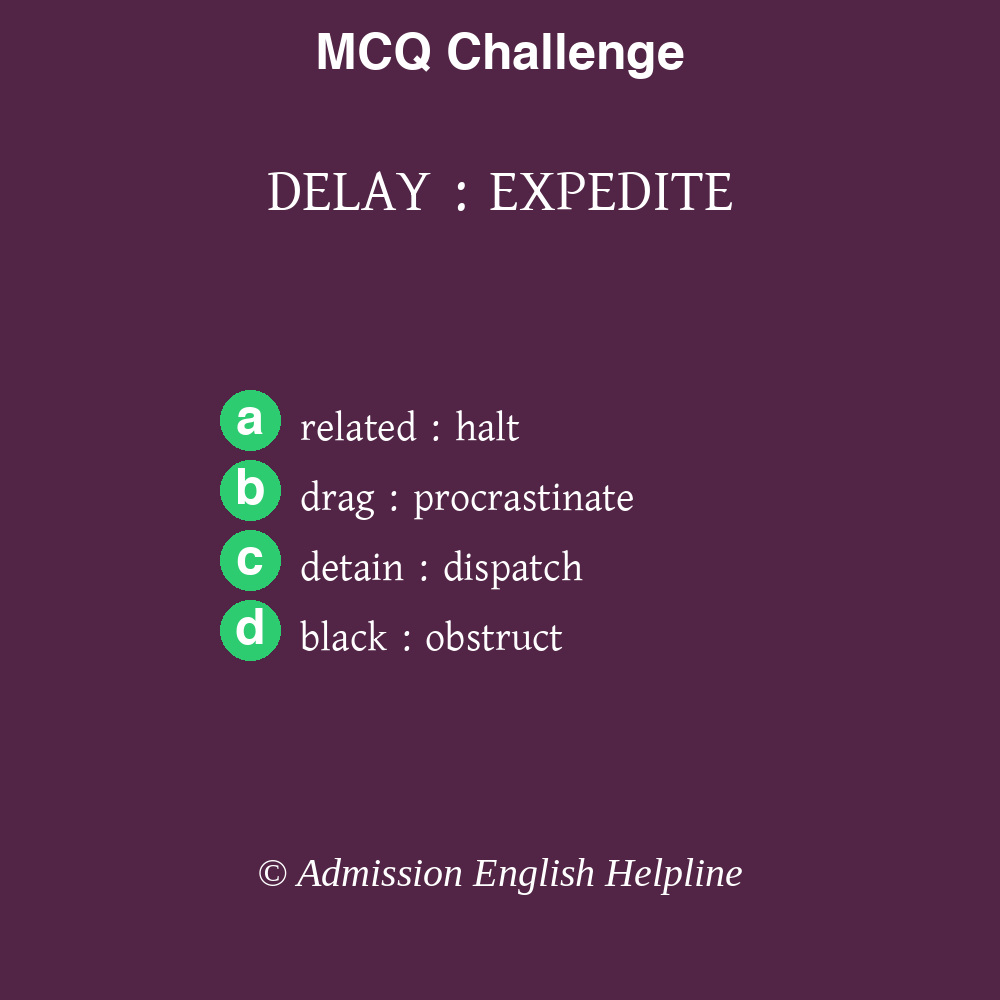 MCQ Challenge
DELAY : EXPEDITE
a related : halt
b drag : procrastinate
c detain : dispatch
d black : obstruct
© Admission English Helpline